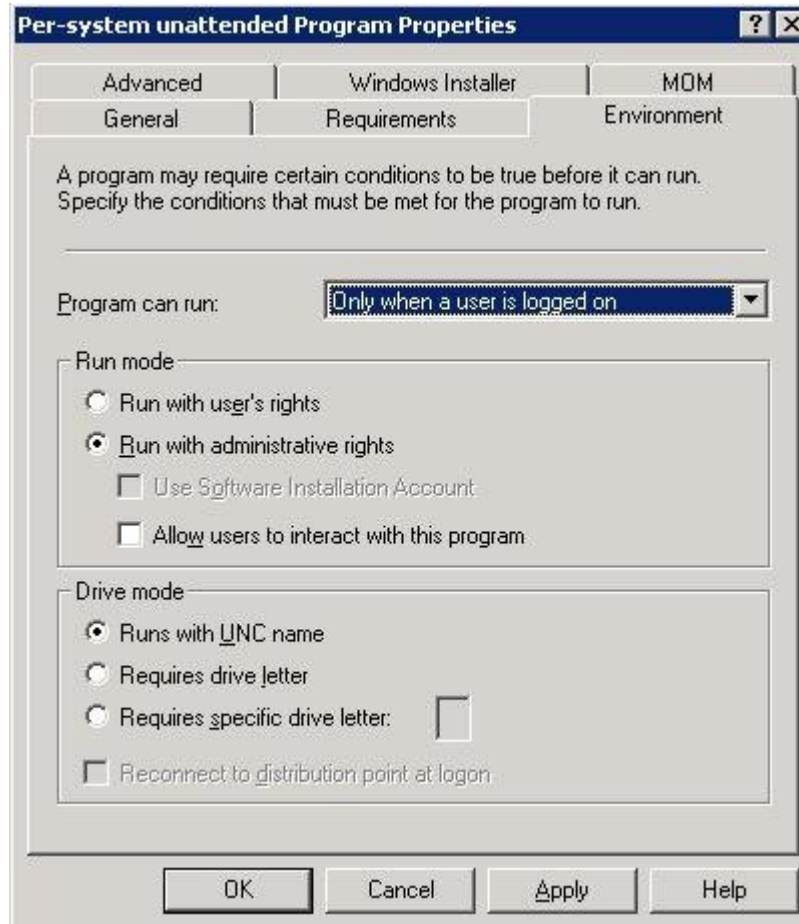 Per-system unattended Program Properties
Advanced Windows Installer MOM
General Requirements Environment
A program may require certain conditions to be true before it can run.
Specify the conditions that must be met for the program to run.
Program can run: Only when a user is logged on
Run mode
Run with user's rights
Run with administrative rights
Use Software Installation Account
Allow users to interact with this program
Drive mode
Runs with UNC name
Requires drive letter
Requires specific drive letter:
Reconnect to distribution point at logon
OK Cancel Apply Help